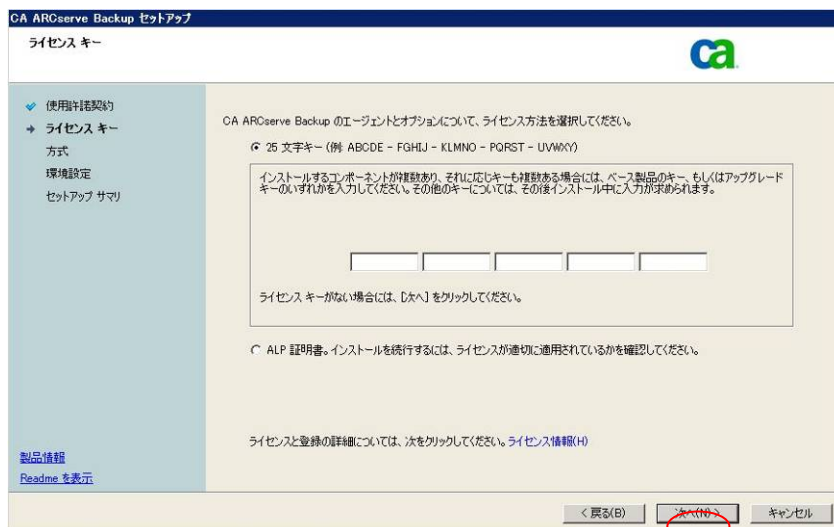 CA ARCserve Backup セットアップ
ライセンス キー
ca
使用許諾契約
ライセンス キー
方式
環境設定
セットアップ サマリ
製品情報
Readme を表示
CA ARCserve Backup のエージェントとオプションについて、ライセンス方法を選択してください。
25 文字キー (例: ABCDE - FGHIJ - KLMNO - PQRST - UVWXY)
インストールするコンポーネントが複数あり、それに応じキーも複数ある場合には、ベース製品のキー、もしくはアップグレード
キーのいずれかを入力してください。その他のキーについては、その後インストール中に入力が求められます。
ライセンス キーがない場合には、[次へ] をクリックしてください。
ALP 証明書。インストールを続行するには、ライセンスが適切に適用されているかを確認してください。
ライセンスと登録の詳細については、次をクリックしてください。ライセンス情報(H)
< 戻る(B)
次へ(N) >
キャンセル